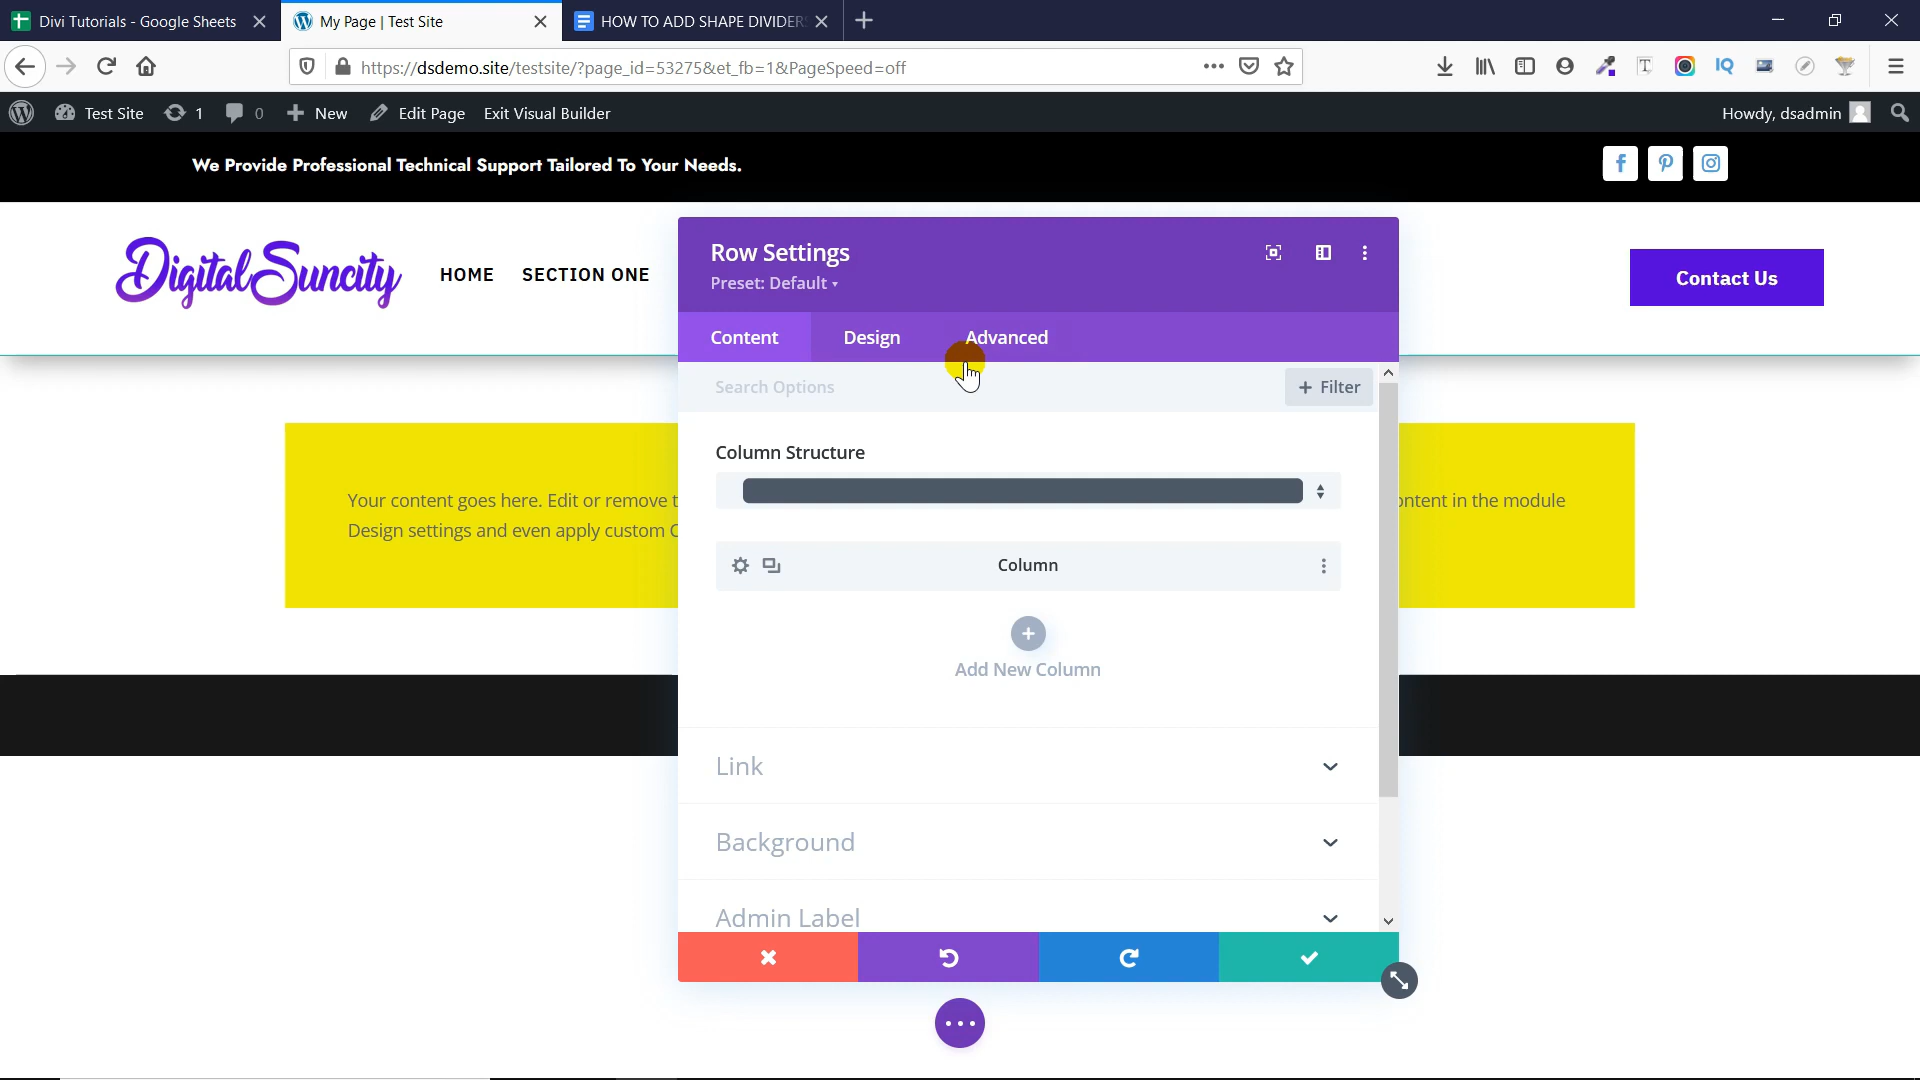 Divi Tutorials - Google Sheets
My Page | Test Site
HOW TO ADD SHAPE DIVIDER
https://dsdemo.site/testsite/?page_id=53275&et_fb=1&PageSpeed=off
Test Site 1 0 New Edit Page Exit Visual Builder
Howdy, dsadmin
We Provide Professional Technical Support Tailored To Your Needs.
DigitalSuncity
HOME SECTION ONE
Contact Us
Row Settings
Preset: Default
Content Design Advanced
Search Options
Filter
Column Structure
Column
Add New Column
Link
Background
Admin Label
Your content goes here. Edit or remove t
ontent in the module
Design settings and even apply custom C